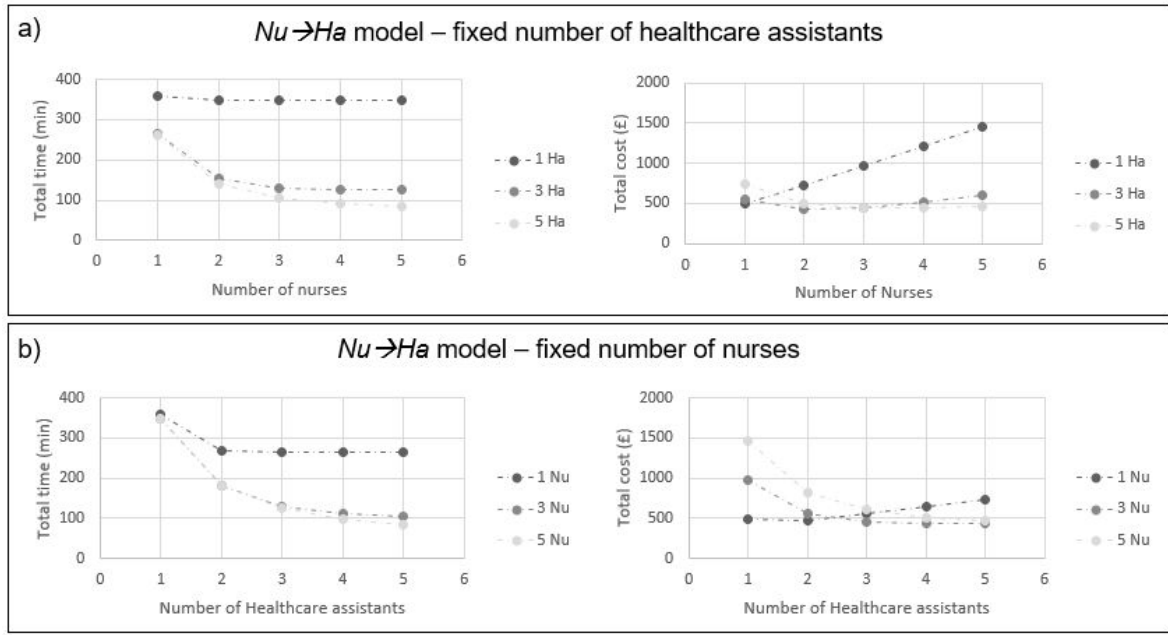 a)
Nu→Ha model – fixed number of healthcare assistants
Total time (min)
400
300
200
100
0
0 1 2 3 4 5 6
Number of nurses
1 Ha
3 Ha
5 Ha
Total cost (£)
2000
1500
1000
500
0
0 1 2 3 4 5 6
Number of Nurses
1 Ha
3 Ha
5 Ha
b)
Nu→Ha model – fixed number of nurses
Total time (min)
400
300
200
100
0
0 1 2 3 4 5 6
Number of Healthcare assistants
1 Nu
3 Nu
5 Nu
Total cost (£)
2000
1500
1000
500
0
0 1 2 3 4 5 6
Number of Healthcare assistants
1 Nu
3 Nu
5 Nu